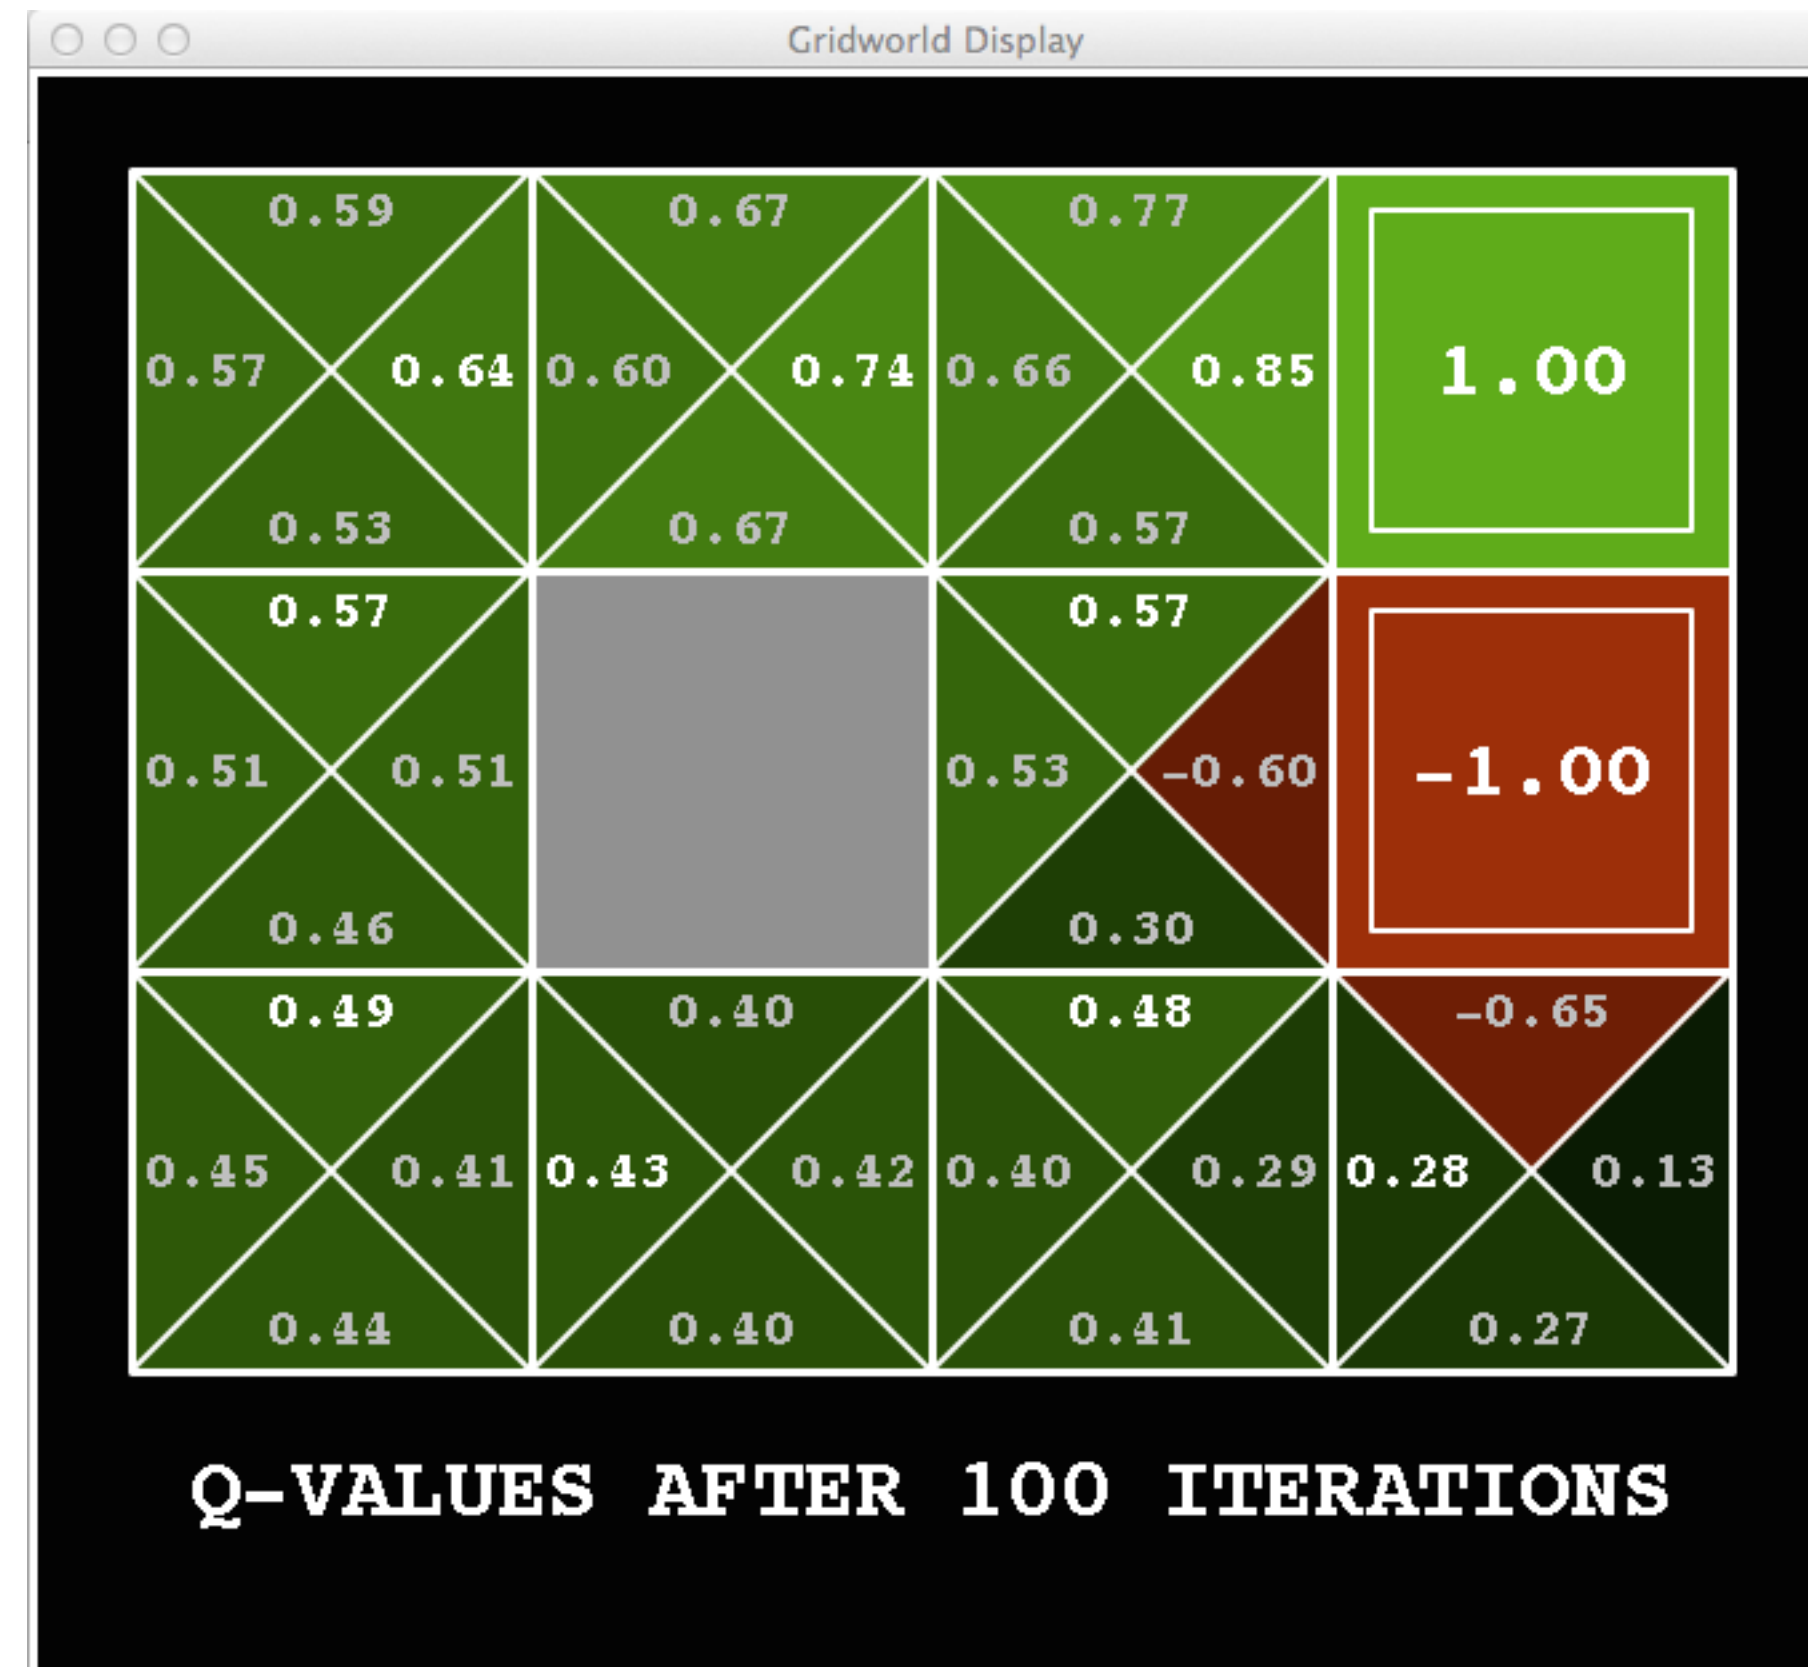 Gridworld Display
0.59 0.67 0.77
0.57 0.64 0.60 0.74 0.66 0.85 1.00
0.53 0.67 0.57
0.57 0.57
0.51 0.51 0.53 -0.60 -1.00
0.46 0.30
0.49 0.40 0.48 -0.65
0.45 0.41 0.43 0.42 0.40 0.29 0.28 0.13
0.44 0.40 0.41 0.27
Q-VALUES AFTER 100 ITERATIONS